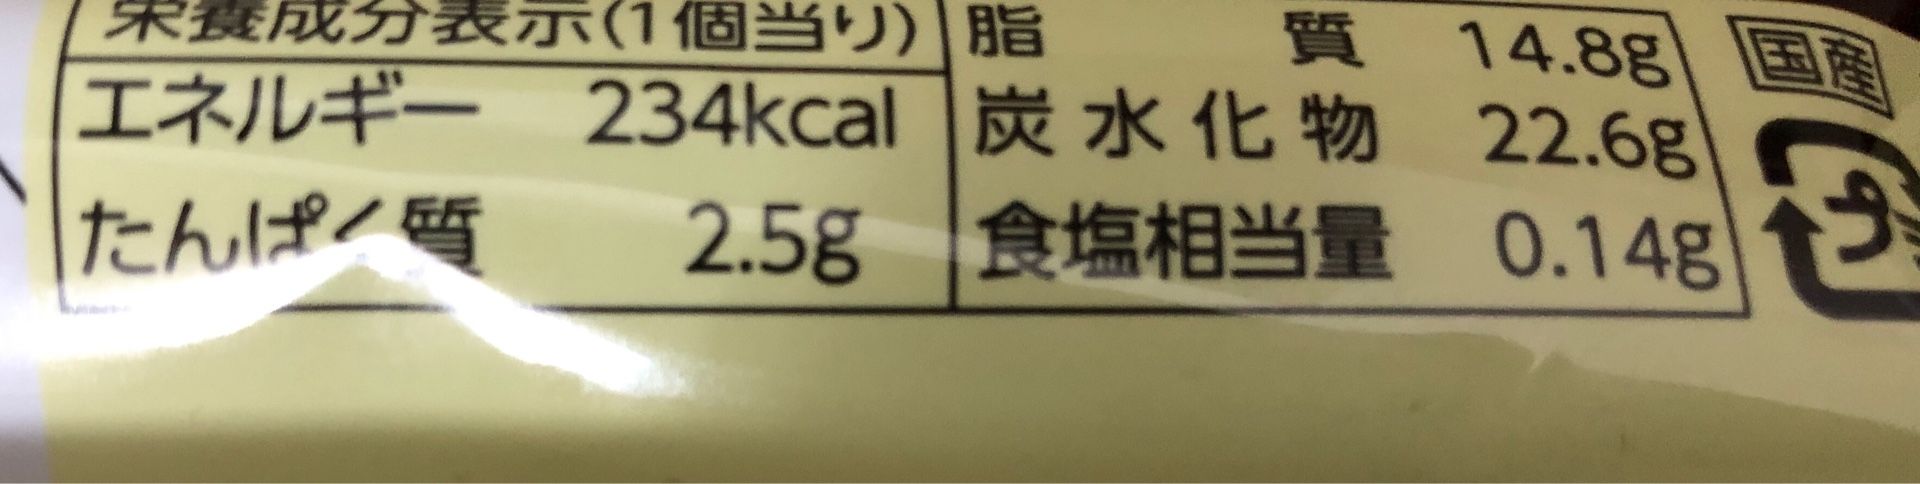 栄養成分表示(1個当り)
エネルギー 234kcal
たんぱく質 2.5g
脂質 14.8g
炭水化物 22.6g
食塩相当量 0.14g
国産
プ